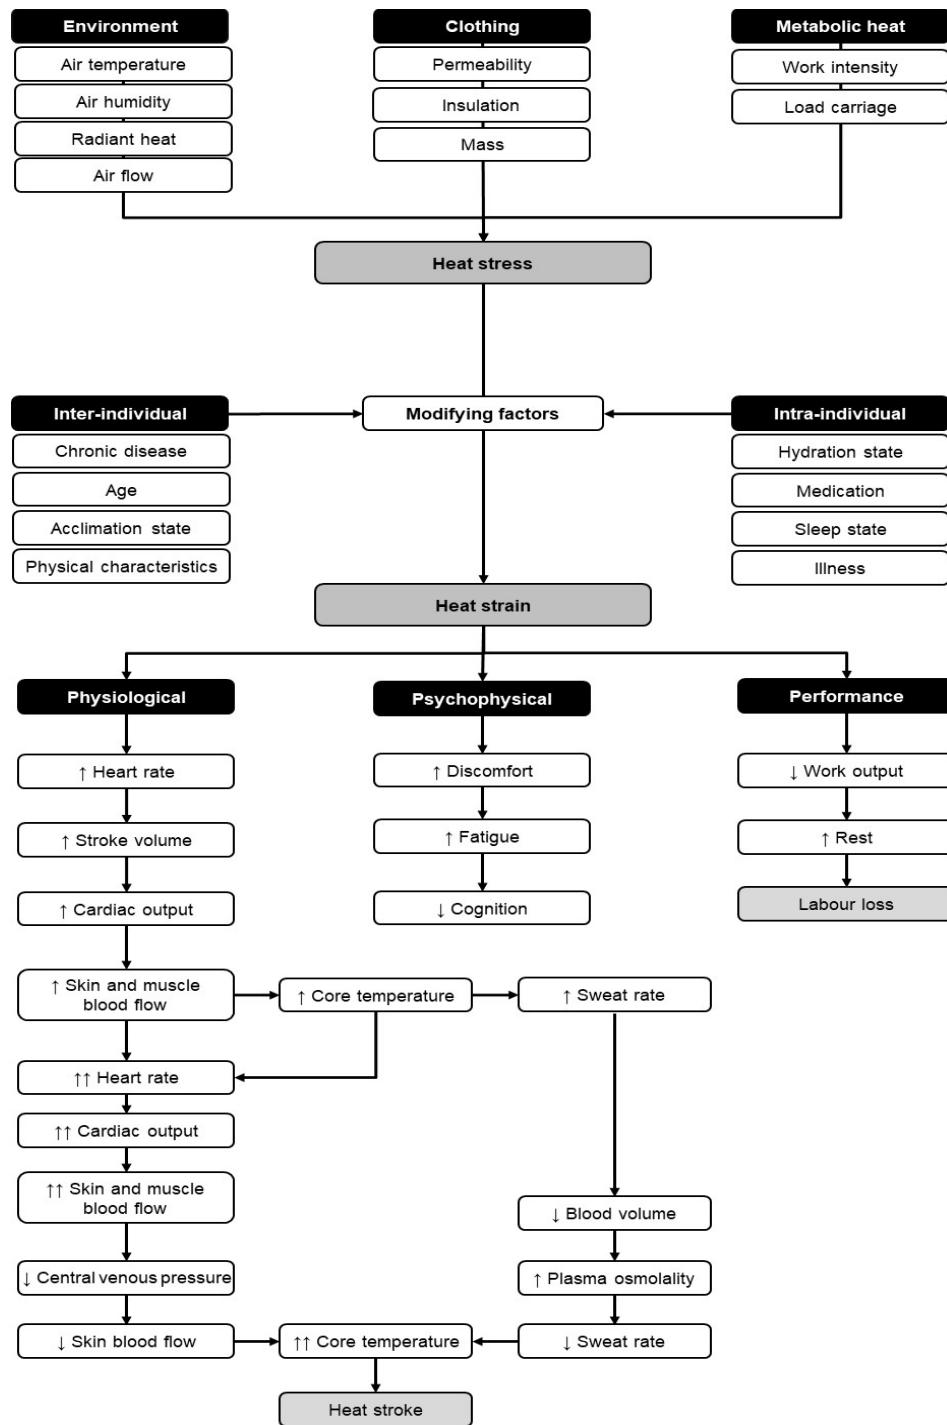 Environment
Clothing
Metabolic heat
Air temperature
Permeability
Work intensity
Air humidity
Insulation
Load carriage
Radiant heat
Mass
Air flow
Heat stress
Inter-individual
Modifying factors
Intra-individual
Chronic disease
Hydration state
Age
Medication
Acclimation state
Sleep state
Physical characteristics
Illness
Heat strain
Physiological
Psychophysical
Performance
↑ Heart rate
↑ Discomfort
↓ Work output
↑ Stroke volume
↑ Fatigue
↑ Rest
↑ Cardiac output
↓ Cognition
Labour loss
↑ Skin and muscle
blood flow
↑ Core temperature
↑ Sweat rate
↑↑ Heart rate
↑↑ Cardiac output
↑↑ Skin and muscle
blood flow
↓ Blood volume
↓ Central venous pressure
↑ Plasma osmolality
↓ Skin blood flow
↑↑ Core temperature
↓ Sweat rate
Heat stroke